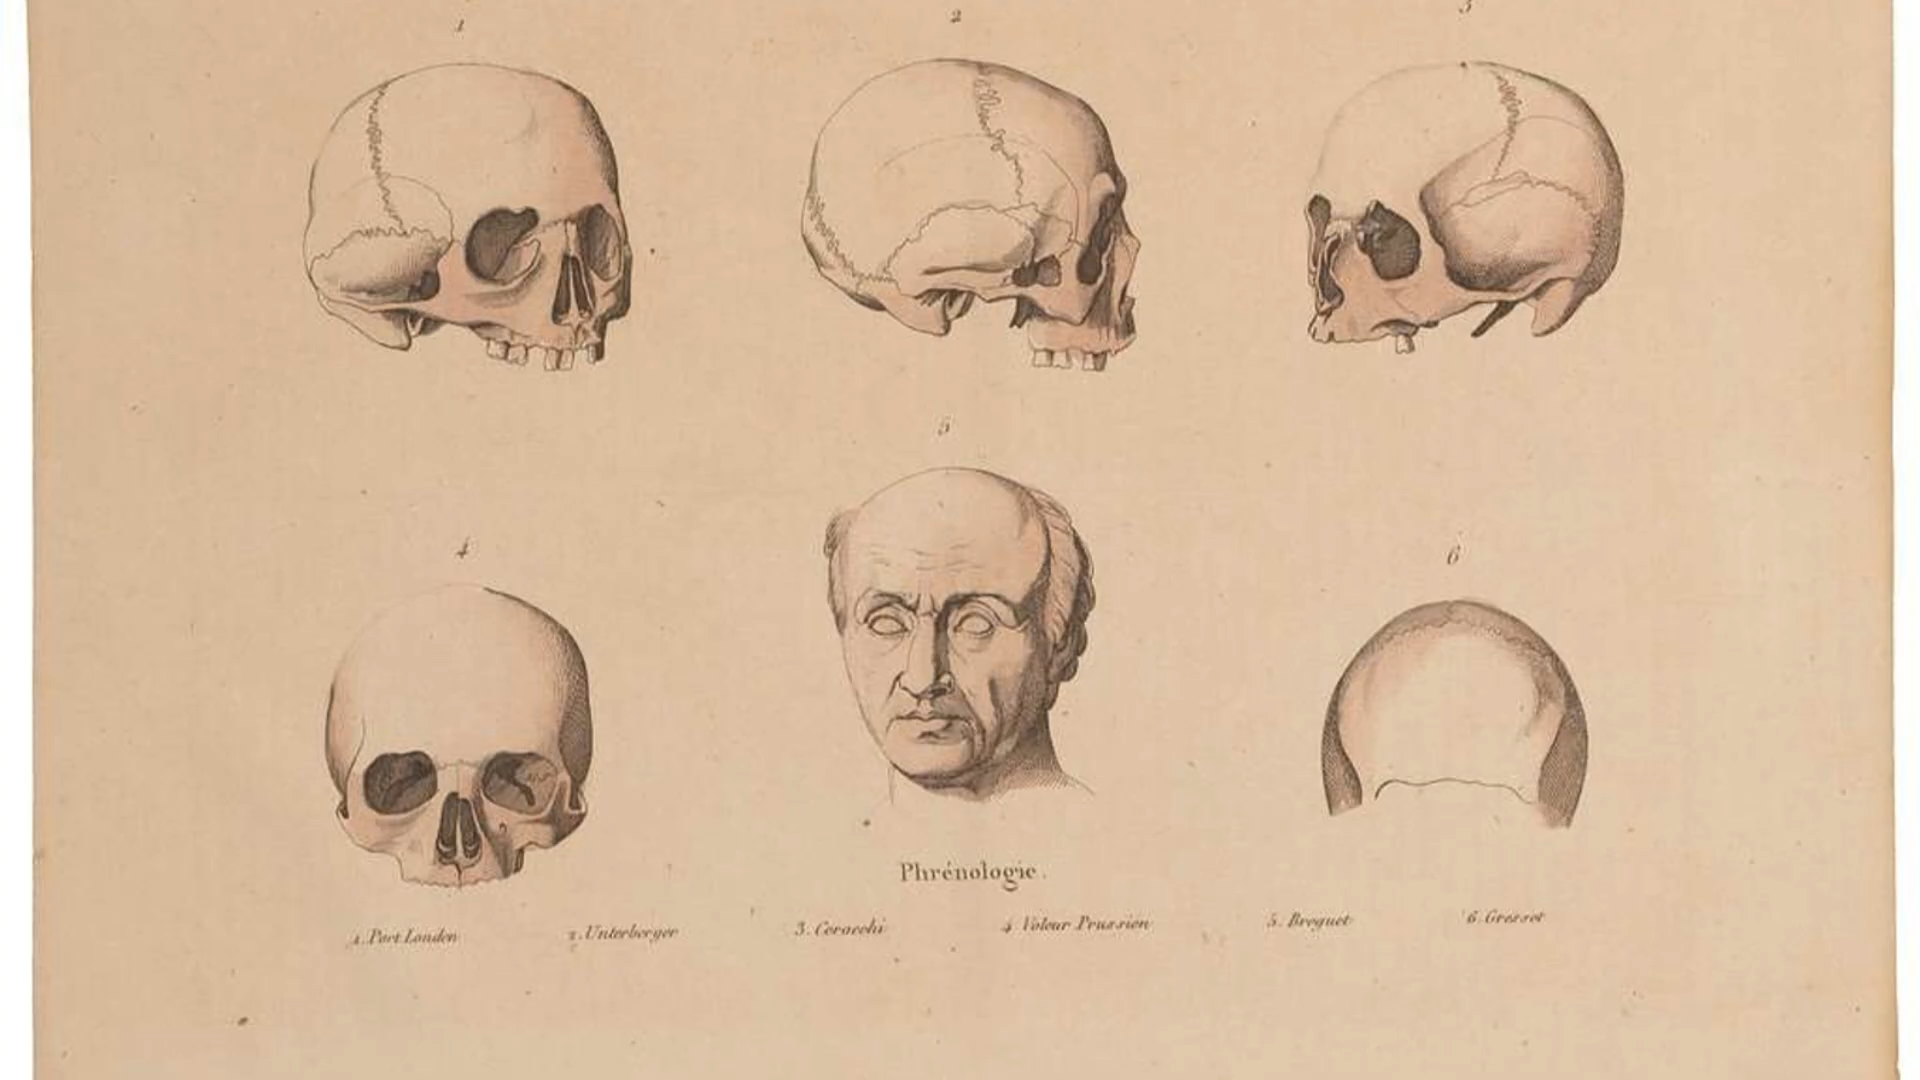 1
2
3
5
4
6
Phrénologie.
1. Port Londen
2. Unterberger
3. Ceracchi
4 Voleur Prussien
5. Breguet
6. Gresset